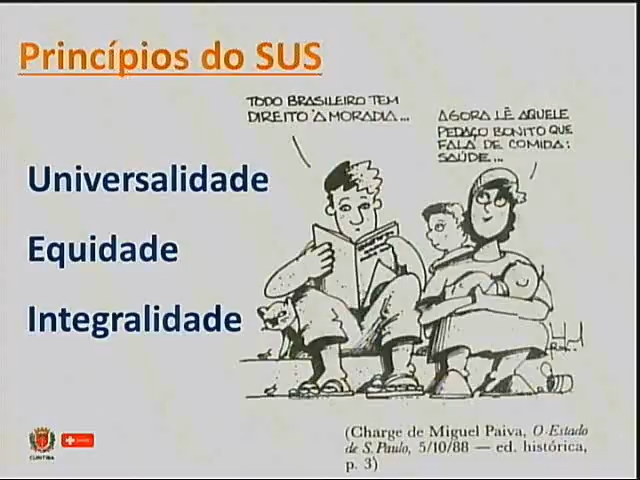 Princípios do SUS
TODO BRASILEIRO TEM
DIREITO À MORADIA...
AGORA LÊ AQUELE
PEDAÇO BONITO QUE
FALA DE COMIDA,
SAÚDE...
Universalidade
Equidade
Integralidade
CURITIBA
(Charge de Miguel Paiva, O Estado
de S. Paulo, 5/10/88 — ed. histórica,
p. 3)